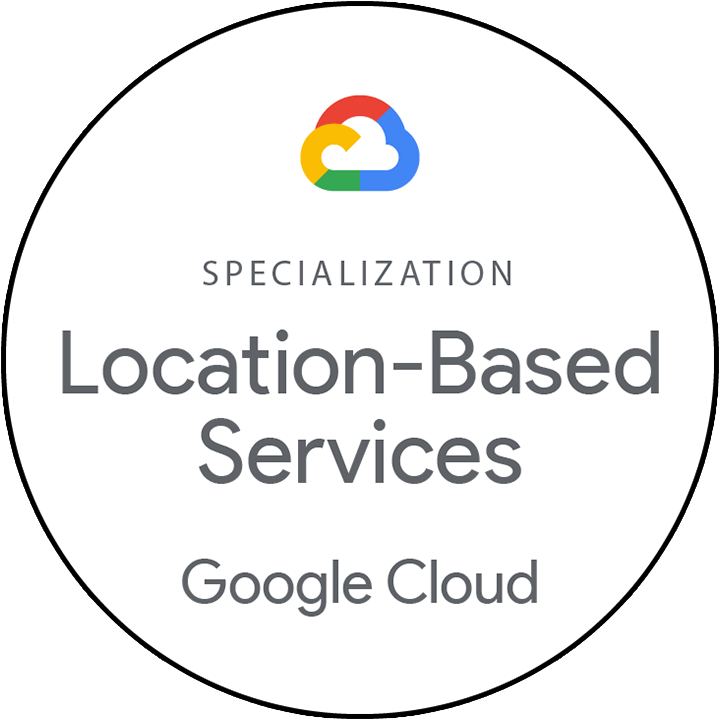 SPECIALIZATION
Location-Based
Services
Google Cloud